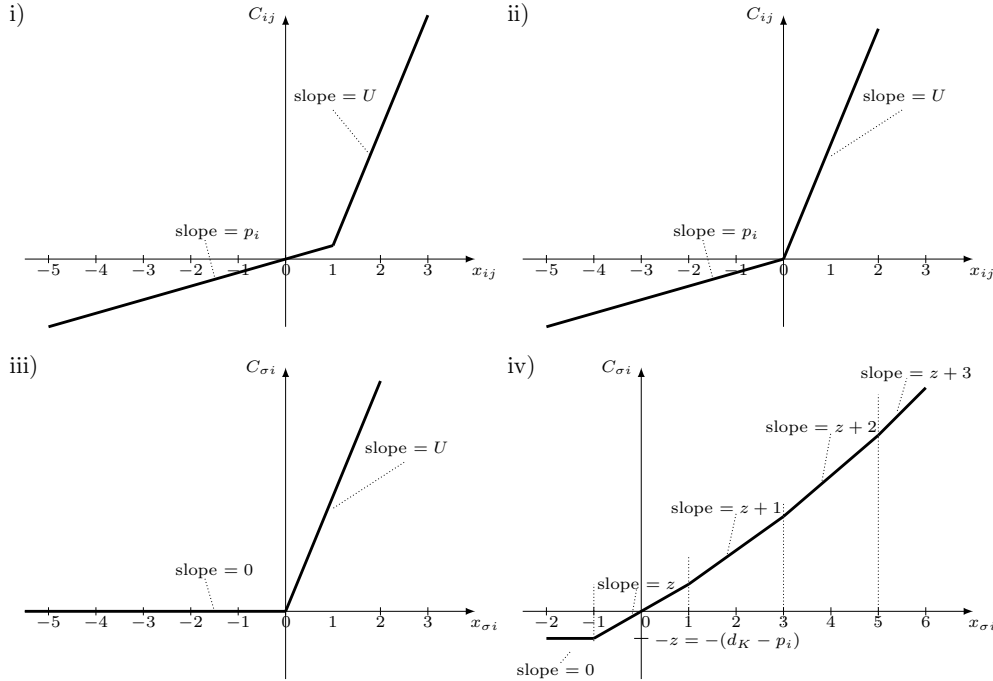 i)
C_{ij}
slope = U
slope = p_i
−5 −4 −3 −2 −1 0 1 2 3 x_{ij}
ii)
C_{ij}
slope = U
slope = p_i
−5 −4 −3 −2 −1 0 1 2 3 x_{ij}
iii)
C_{σi}
slope = U
slope = 0
−5 −4 −3 −2 −1 0 1 2 3 x_{σi}
iv)
C_{σi}
slope = z + 3
slope = z + 2
slope = z + 1
slope = z
−2 −1 0 1 2 3 4 5 6 x_{σi}
−z = −(d_K − p_i)
slope = 0